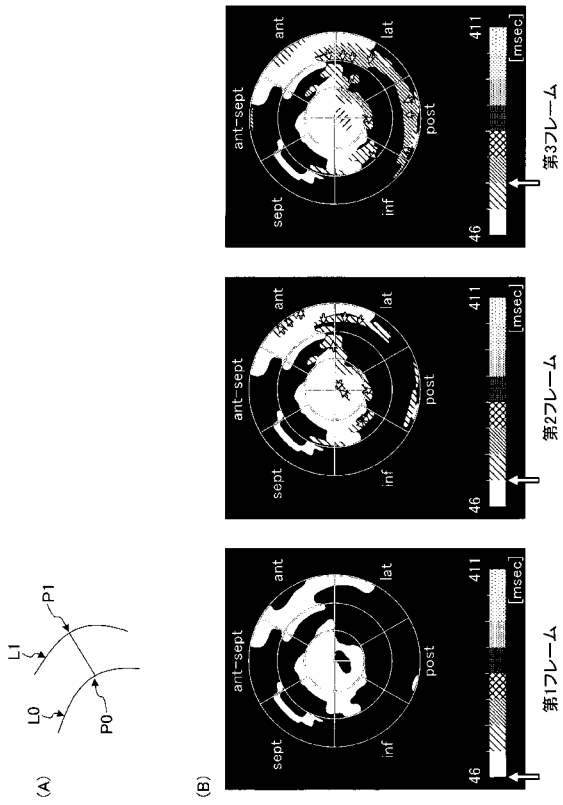 (A)
L0
L1
P0
P1
(B)
ant-sept
ant
sept
lat
inf
post
46
411
[msec]
第1フレーム
ant-sept
ant
sept
lat
inf
post
46
411
[msec]
第2フレーム
ant-sept
ant
sept
lat
inf
post
46
411
[msec]
第3フレーム